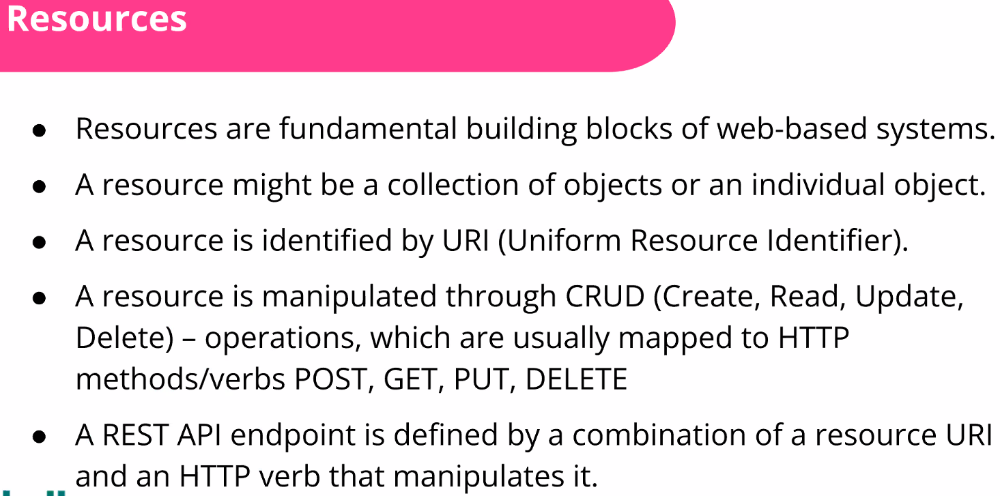 Resources
● Resources are fundamental building blocks of web-based systems.
● A resource might be a collection of objects or an individual object.
● A resource is identified by URI (Uniform Resource Identifier).
● A resource is manipulated through CRUD (Create, Read, Update,
Delete) – operations, which are usually mapped to HTTP
methods/verbs POST, GET, PUT, DELETE
● A REST API endpoint is defined by a combination of a resource URI
and an HTTP verb that manipulates it.